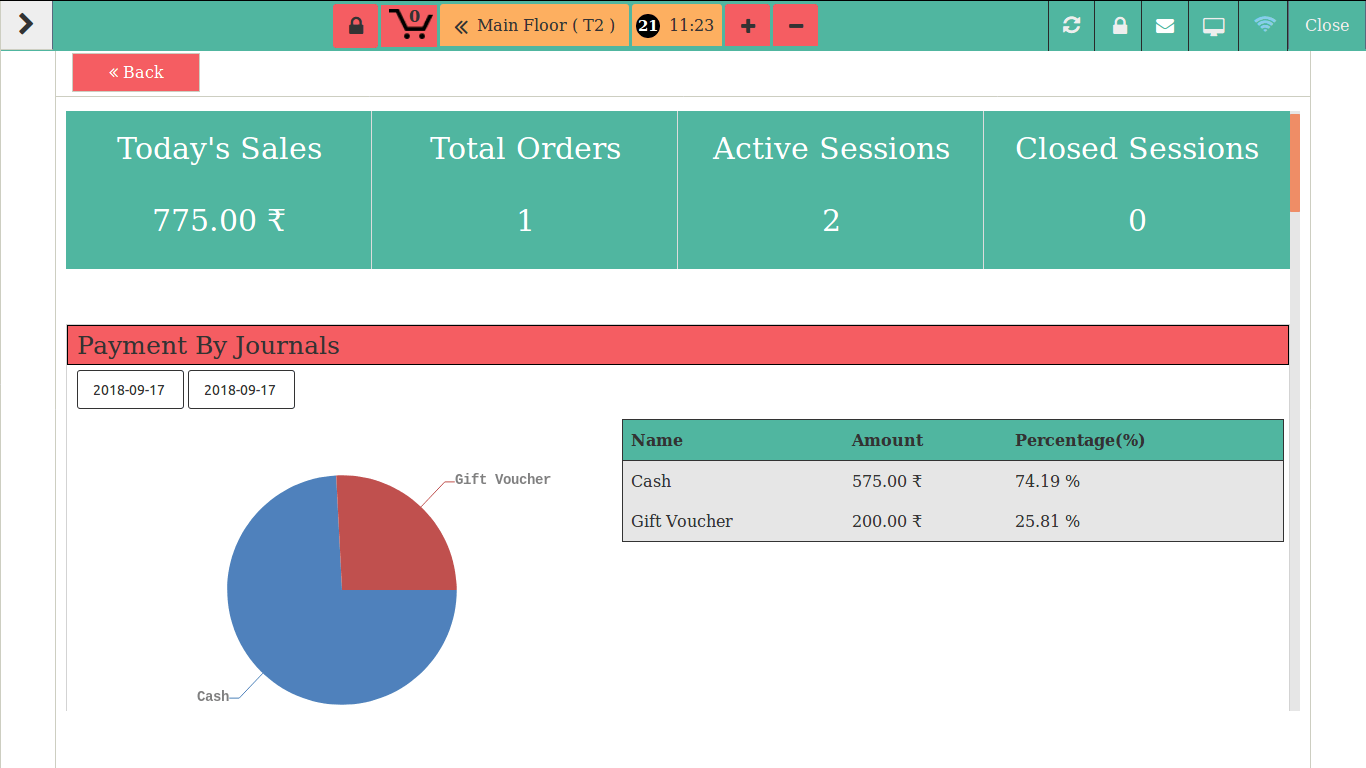 0
« Main Floor ( T2 )
21 11:23
Close
« Back
Today's Sales
Total Orders
Active Sessions
Closed Sessions
775.00 ₹
1
2
0
Payment By Journals
2018-09-17
2018-09-17
Name Amount Percentage(%)
Cash 575.00 ₹ 74.19 %
Gift Voucher 200.00 ₹ 25.81 %
Gift Voucher
Cash